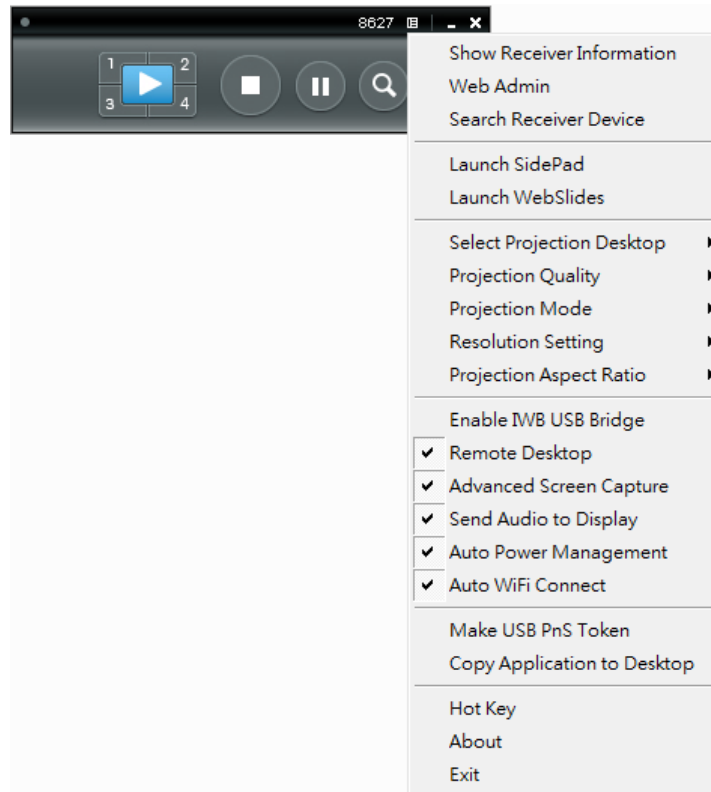 8627
1 2
3 4
Show Receiver Information
Web Admin
Search Receiver Device
Launch SidePad
Launch WebSlides
Select Projection Desktop
Projection Quality
Projection Mode
Resolution Setting
Projection Aspect Ratio
Enable IWB USB Bridge
Remote Desktop
Advanced Screen Capture
Send Audio to Display
Auto Power Management
Auto WiFi Connect
Make USB PnS Token
Copy Application to Desktop
Hot Key
About
Exit